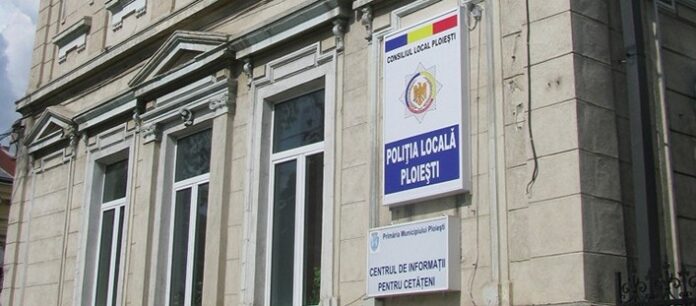 CONSILIUL LOCAL PLOIEȘTI
POLIȚIA LOCALĂ
PLOIEȘTI
Primăria Municipiului Ploiești
CENTRUL DE INFORMAȚII
PENTRU CETĂȚENI